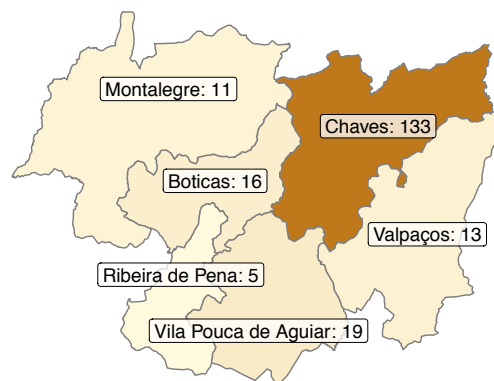 Montalegre: 11
Chaves: 133
Boticas: 16
Valpaços: 13
Ribeira de Pena: 5
Vila Pouca de Aguiar: 19